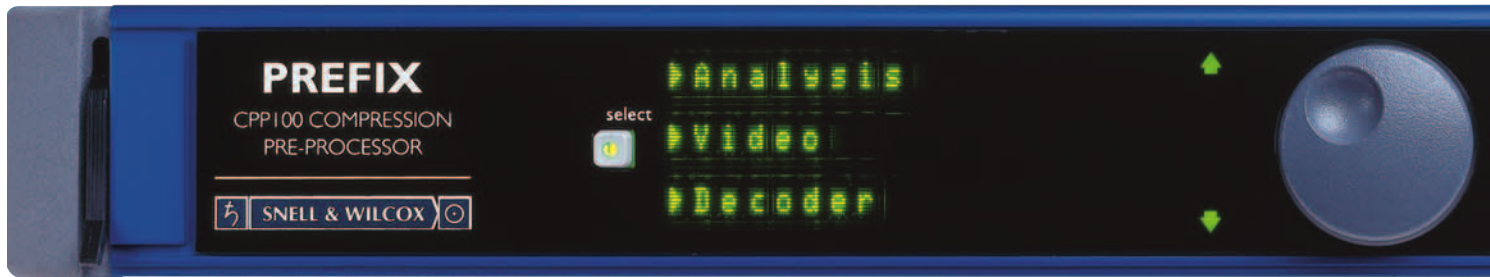 PREFIX
CPP100 COMPRESSION
PRE-PROCESSOR
SNELL & WILCOX
select
Analysis
Video
Decoder